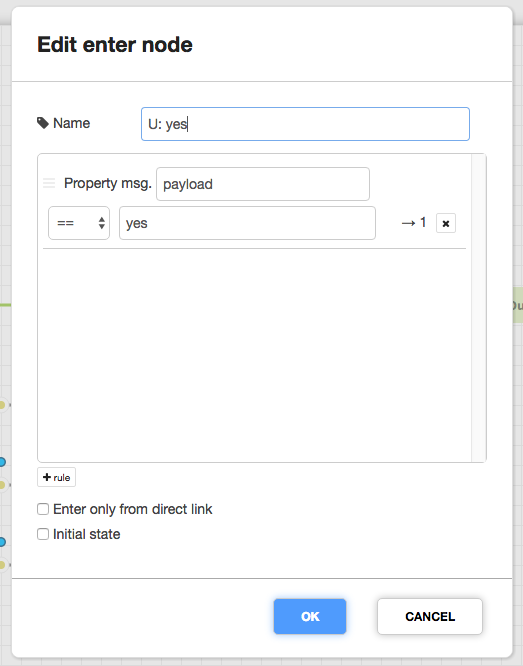 Edit enter node
Name
U: yes
Property msg. payload
== yes → 1 ×
+ rule
Enter only from direct link
Initial state
OK CANCEL